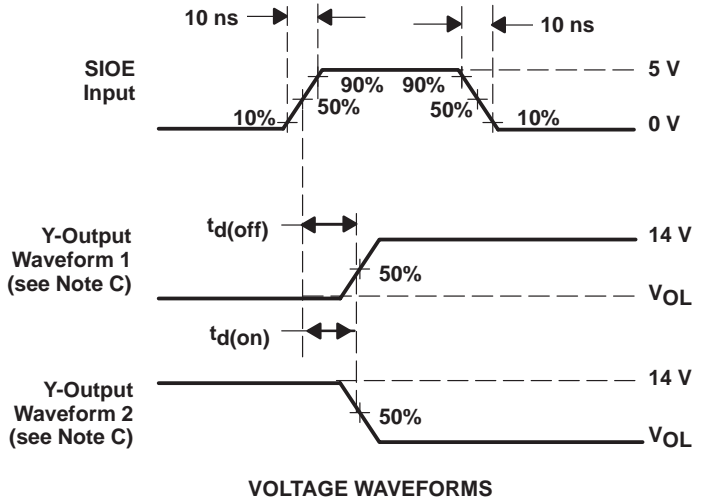 10 ns
10 ns
SIOE
Input
5 V
90%
90%
50%
50%
10%
10%
0 V
Y-Output
Waveform 1
(see Note C)
td(off)
14 V
50%
VOL
td(on)
Y-Output
Waveform 2
(see Note C)
14 V
50%
VOL
VOLTAGE WAVEFORMS